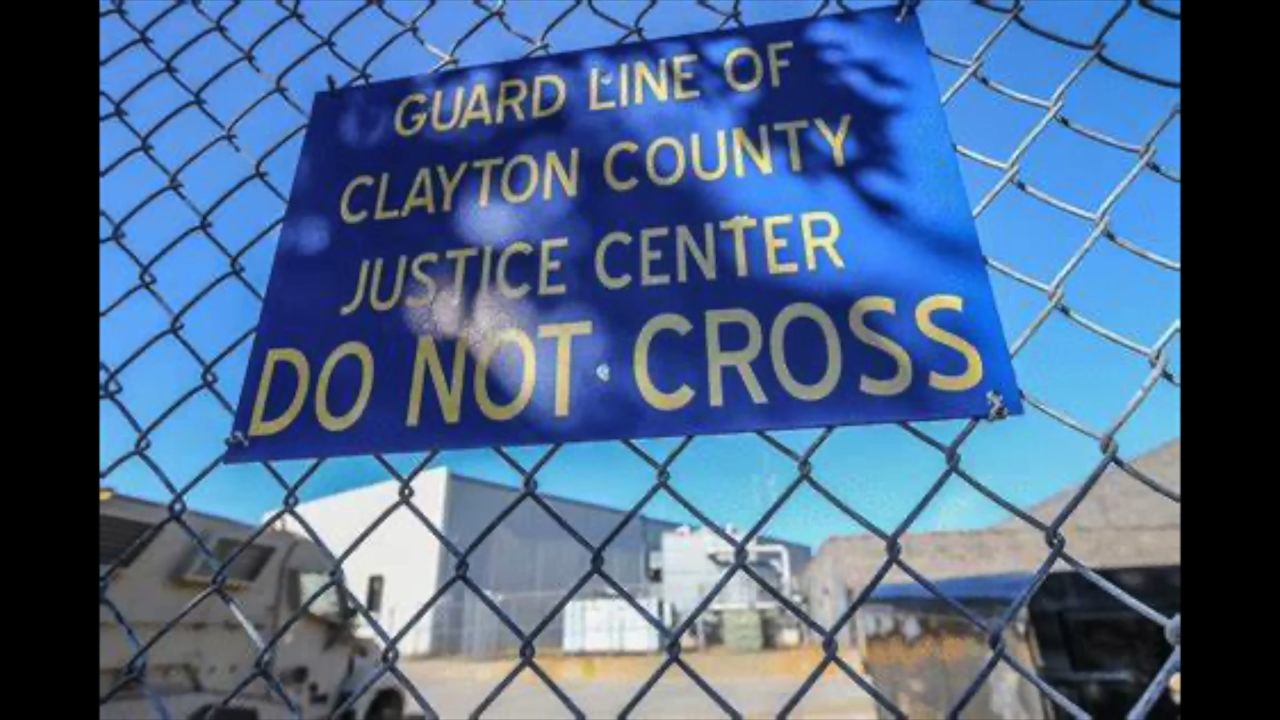 GUARD LINE OF
CLAYTON COUNTY
JUSTICE CENTER
DO NOT CROSS